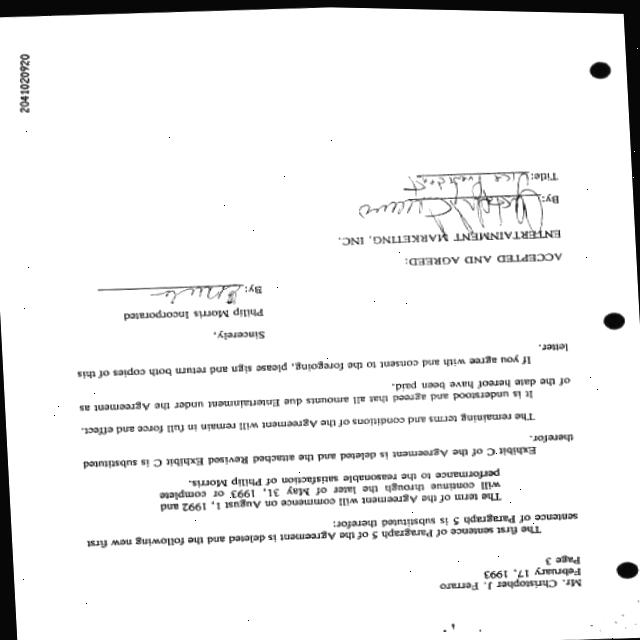 Mr. Christopher J. Ferraro
February 17, 1993
Page 3
The first sentence of Paragraph 5 of the Agreement is deleted and the following new first
sentence of Paragraph 5 is substituted therefor:
The term of the Agreement will commence on August 1, 1992 and
will continue through the later of May 31, 1993 or complete
performance to the reasonable satisfaction of Philip Morris.
Exhibit C of the Agreement is deleted and the attached Revised Exhibit C is substituted
therefor.
The remaining terms and conditions of the Agreement will remain in full force and effect.
It is understood and agreed that all amounts due Entertainment under the Agreement as
of the date hereof have been paid.
If you agree with and consent to the foregoing, please sign and return both copies of this
letter.
Sincerely,
Philip Morris Incorporated
By:
ACCEPTED AND AGREED:
ENTERTAINMENT MARKETING, INC.
By:
Title: Vice President
2041020920